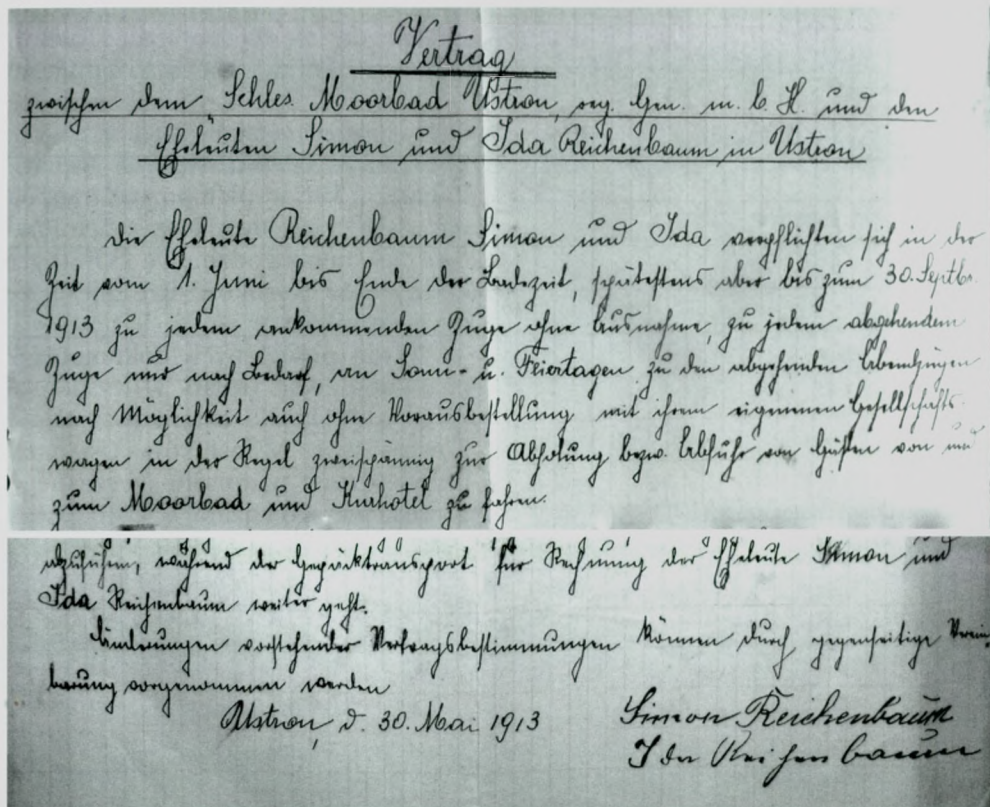 Vertrag
zwischen dem Schles. Moorbad Ustron, reg. Gen. m. b. H. und den
Eheleuten Simon und Ida Reichenbaum in Ustron
Die Eheleute Reichenbaum Simon und Ida verpflichten sich in der
Zeit vom 1. Juni bis Ende der Badezeit, spätestens aber bis zum 30. Septbr.
1913 zu jedem ankommenden Zuge ohne Ausnahme, zu jedem abgehendem
Zuge nur nach Bedarf, an Sonn- u. Feiertagen zu den abgehenden Abendzügen
nach Möglichkeit auch ohne Vorausbestellung mit ihrem eigenen Gesellschafts-
wagen in der Regel zweispännig zur Abholung bezw. Abfuhr von Gästen von und
zum Moorbad und Kurhotel zu fahren.
abzuführen, während der Gepäcktransport für Rechnung der Eheleute Simon und
Ida Reichenbaum weiter geht.
Änderungen vorstehender Vertragsbestimmungen können durch gegenseitige Verein-
barung vorgenommen werden
Ustron, d. 30. Mai 1913
Simon Reichenbaum
Ida Reichenbaum